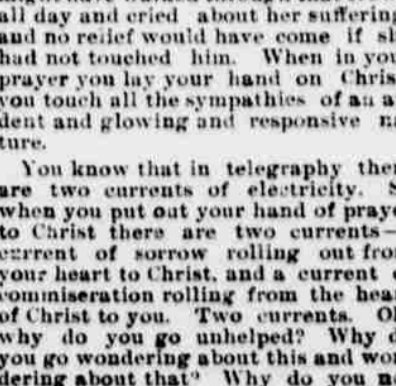 all day and cried about her suffering
and no relief would have come if sh
had not touched him. When in you
prayer you lay your hand on Chris
you touch all the sympathies of an a
dent and glowing and responsive na
ture.
You know that in telegraphy ther
are two currents of electricity. S
when you put out your hand of praye
to Christ there are two currents—
current of sorrow rolling out fro
your heart to Christ, and a current o
commiseration rolling from the hea
of Christ to you. Two currents. O
why do you go unhelped? Why d
you go wondering about this and won
dering about that? Why do you n